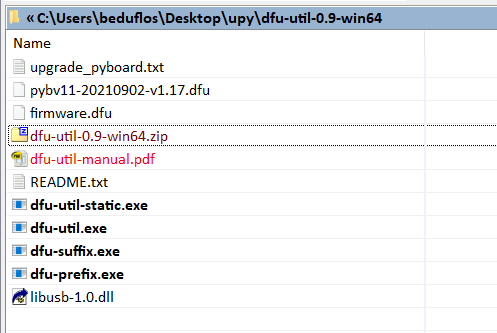 « C:\Users\beduflos\Desktop\upy\dfu-util-0.9-win64
Name
upgrade_pyboard.txt
pybv11-20210902-v1.17.dfu
firmware.dfu
dfu-util-0.9-win64.zip
dfu-util-manual.pdf
README.txt
dfu-util-static.exe
dfu-util.exe
dfu-suffix.exe
dfu-prefix.exe
libusb-1.0.dll